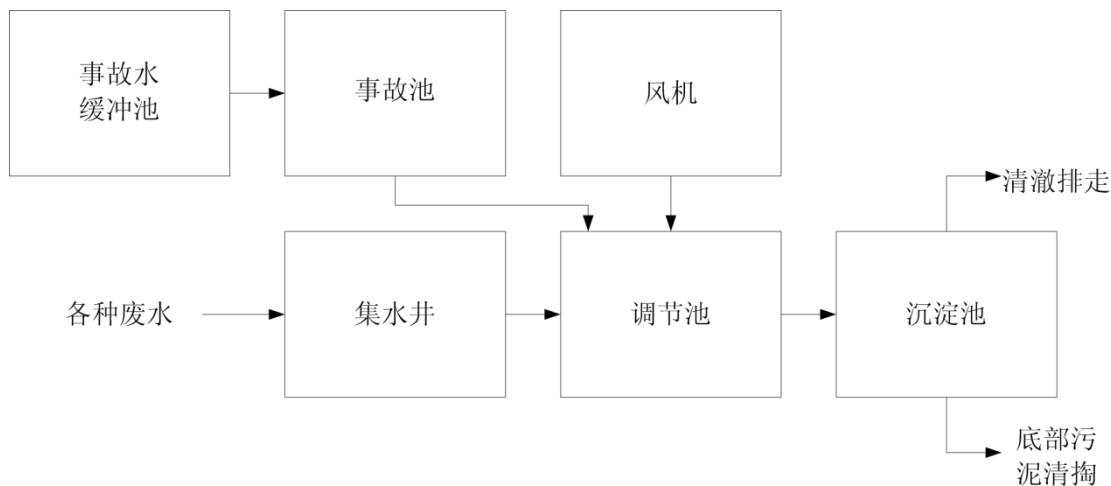 事故水
缓冲池
事故池
风机
清澈排走
各种废水
集水井
调节池
沉淀池
底部污
泥清掏